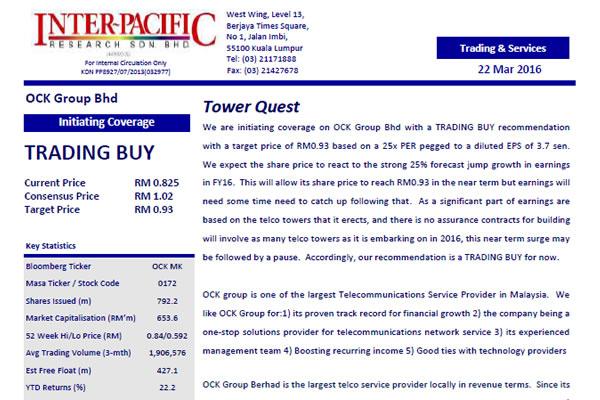 INTER-PACIFIC
RESEARCH SDN BHD
For Internal Circulation Only
KDN PP8927/07/2013(032977)
West Wing, Level 13,
Berjaya Times Square,
No 1, Jalan Imbi,
55100 Kuala Lumpur
Tel: (03) 21171888
Fax: (03) 21427678
Trading & Services
22 Mar 2016
OCK Group Bhd
Initiating Coverage
TRADING BUY
Current Price RM 0.825
Consensus Price RM 1.02
Target Price RM 0.93
Key Statistics
Bloomberg Ticker OCK MK
Masa Ticker / Stock Code 0172
Shares Issued (m) 792.2
Market Capitalisation (RM'm) 653.6
52 Week Hi/Lo Price (RM) 0.84/0.592
Avg Trading Volume (3-mth) 1,906,576
Est Free Float (m) 427.1
YTD Returns (%) 22.2
Tower Quest
We are initiating coverage on OCK Group Bhd with a TRADING BUY recommendation
with a target price of RM0.93 based on a 25x PER pegged to a diluted EPS of 3.7 sen.
We expect the share price to react to the strong 25% forecast jump growth in earnings
in FY16. This will allow its share price to reach RM0.93 in the near term but earnings will
need some time need to catch up following that. As a significant part of earnings are
based on the telco towers that it erects, and there is no assurance contracts for building
will involve as many telco towers as it is embarking on in 2016, this near term surge may
be followed by a pause. Accordingly, our recommendation is a TRADING BUY for now.
OCK group is one of the largest Telecommunications Service Provider in Malaysia. We
like OCK Group for:1) its proven track record for financial growth 2) the company being a
one-stop solutions provider for telecommunications network service 3) its experienced
management team 4) Boosting recurring income 5) Good ties with technology providers
OCK Group Berhad is the largest telco service provider locally in revenue terms. Since its